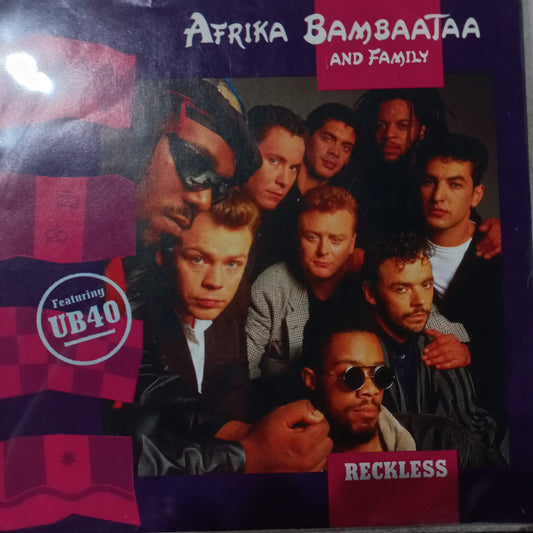 AFRIKA BAMBAATAA
AND FAMILY
Featuring
UB40
RECKLESS